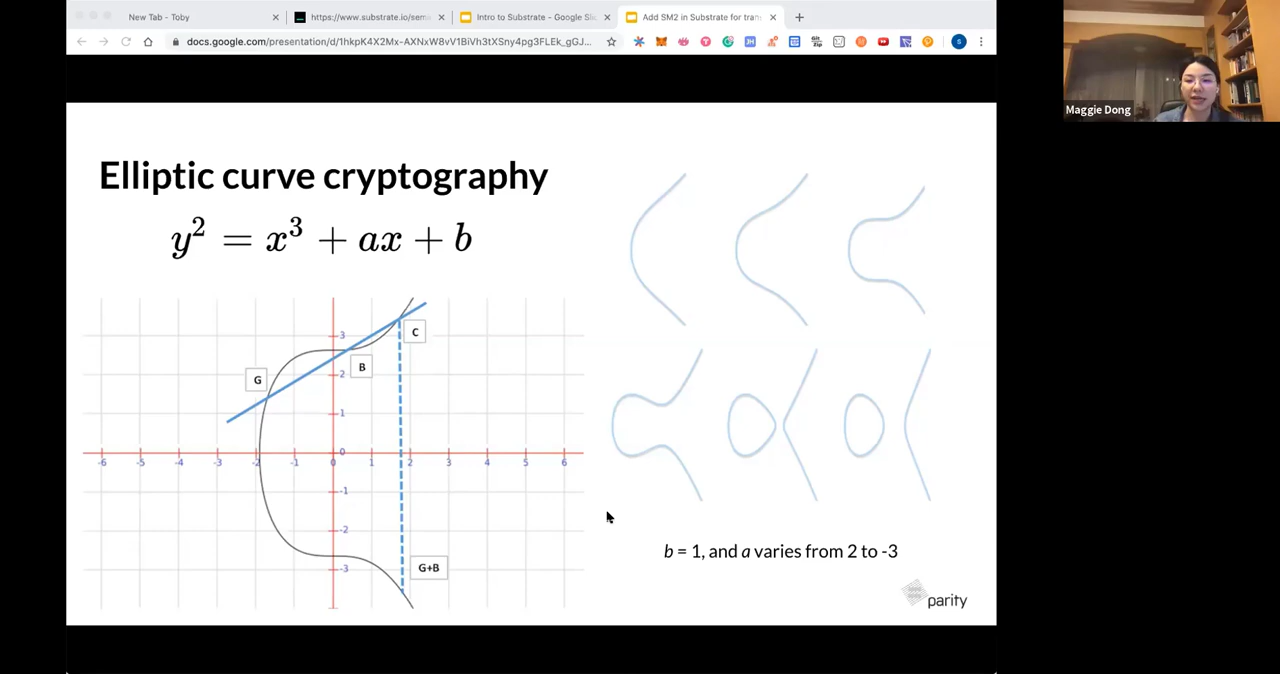 New Tab - Toby
https://www.substrate.io/semi
Intro to Substrate - Google Sli
Add SM2 in Substrate for tran
docs.google.com/presentation/d/1hkpK4X2Mx-AXNxW8vV1BiVh3tXSny4pg3FLEk_gGJ...
Maggie Dong
Elliptic curve cryptography
y² = x³ + ax + b
C
B
G
G+B
3
2
1
0
-1
-2
-3
-6 -5 -4 -3 -2 -1 0 1 2 3 4 5 6
b = 1, and a varies from 2 to -3
parity